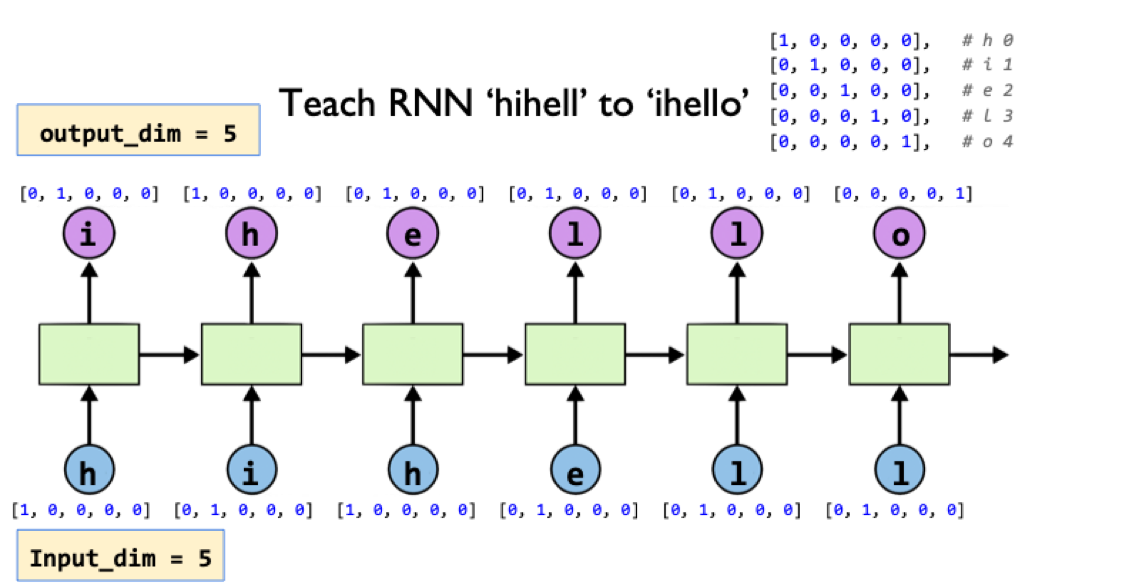 [1, 0, 0, 0, 0],   # h 0
[0, 1, 0, 0, 0],   # i 1
[0, 0, 1, 0, 0],   # e 2
[0, 0, 0, 1, 0],   # l 3
[0, 0, 0, 0, 1],   # o 4
Teach RNN ‘hihell’ to ‘ihello’
output_dim = 5
[0, 1, 0, 0, 0] [1, 0, 0, 0, 0] [0, 1, 0, 0, 0] [0, 1, 0, 0, 0] [0, 1, 0, 0, 0] [0, 0, 0, 0, 1]
i h e l l o
h i h e l l
[1, 0, 0, 0, 0] [0, 1, 0, 0, 0] [1, 0, 0, 0, 0] [0, 1, 0, 0, 0] [0, 1, 0, 0, 0] [0, 1, 0, 0, 0]
Input_dim = 5